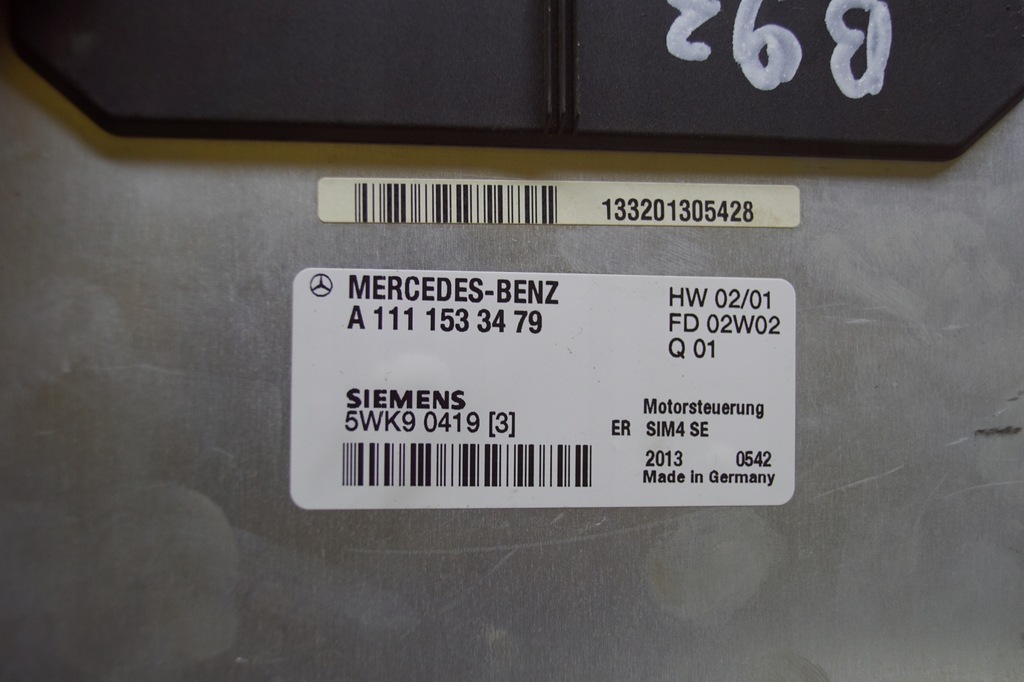 B92
133201305428
MERCEDES-BENZ
A 111 153 34 79
HW 02/01
FD 02W02
Q 01
SIEMENS
5WK9 0419 [3]
Motorsteuerung
ER SIM4 SE
2013 0542
Made in Germany